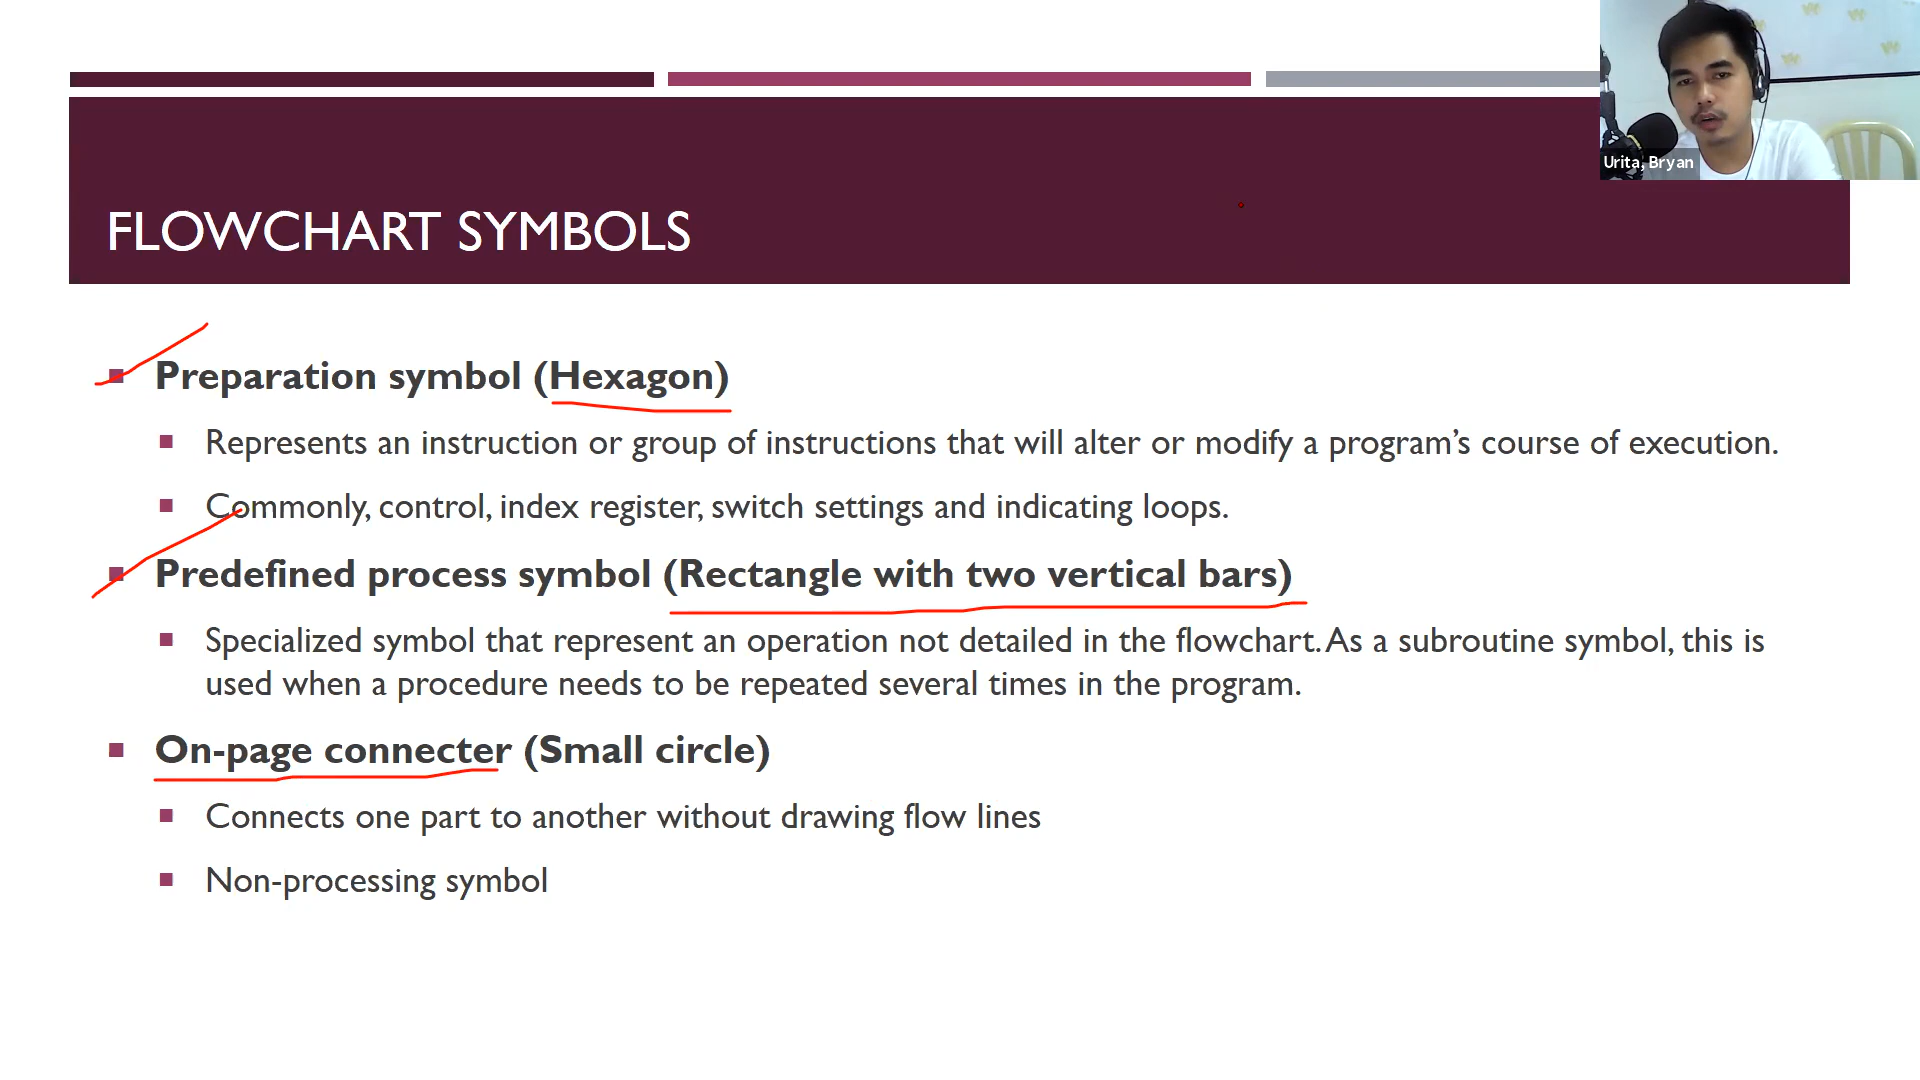 Urita, Bryan
FLOWCHART SYMBOLS
Preparation symbol (Hexagon)
Represents an instruction or group of instructions that will alter or modify a program’s course of execution.
Commonly, control, index register, switch settings and indicating loops.
Predefined process symbol (Rectangle with two vertical bars)
Specialized symbol that represent an operation not detailed in the flowchart. As a subroutine symbol, this is
used when a procedure needs to be repeated several times in the program.
On-page connecter (Small circle)
Connects one part to another without drawing flow lines
Non-processing symbol